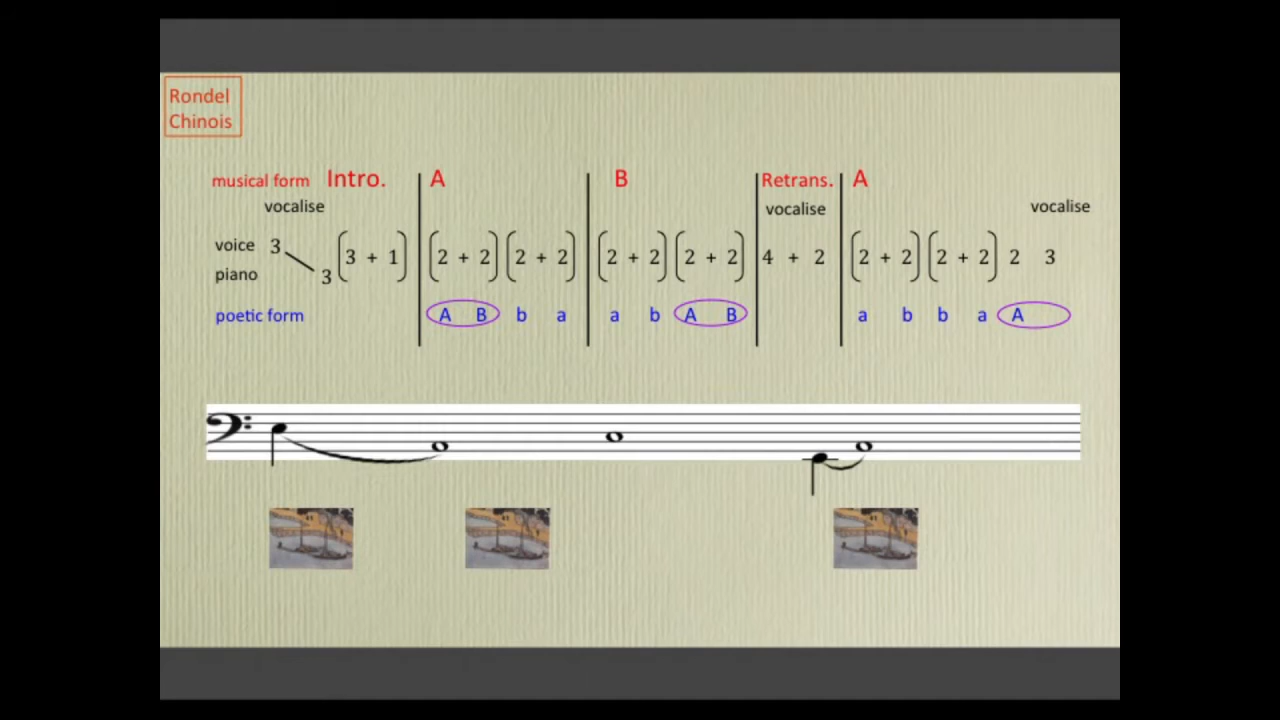 Rondel
Chinois
musical form Intro. A B Retrans. A
vocalise vocalise vocalise
voice 3 (3 + 1) (2 + 2) (2 + 2) (2 + 2) (2 + 2) 4 + 2 (2 + 2) (2 + 2) 2 3
piano 3
poetic form A B b a a b A B a b b a A